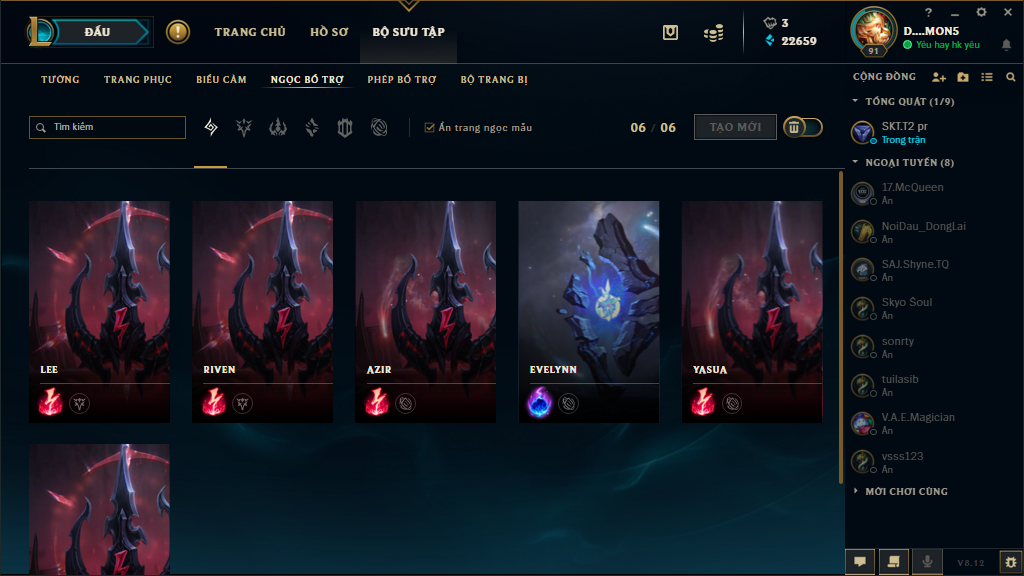 ĐẤU
TRANG CHỦ
HỒ SƠ
BỘ SƯU TẬP
3
22659
91
D....MON5
Yêu hay hk yêu
TƯỚNG
TRANG PHỤC
BIỂU CẢM
NGỌC BỔ TRỢ
PHÉP BỔ TRỢ
BỘ TRANG BỊ
CỘNG ĐỒNG
Tìm kiếm
Ẩn trang ngọc mẫu
06 / 06
TẠO MỚI
TỔNG QUÁT (1/9)
SKT.T2 pr
Trong trận
NGOẠI TUYẾN (8)
17.McQueen
Ẩn
NoiDau_DongLai
Ẩn
SAJ.Shyne.TQ
Ẩn
Skyo Soul
Ẩn
sonrty
Ẩn
tuilasib
Ẩn
V.A.E.Magician
Ẩn
vsss123
Ẩn
MỚI CHƠI CÙNG
LEE
RIVEN
AZIR
EVELYNN
YASUA
V8.12